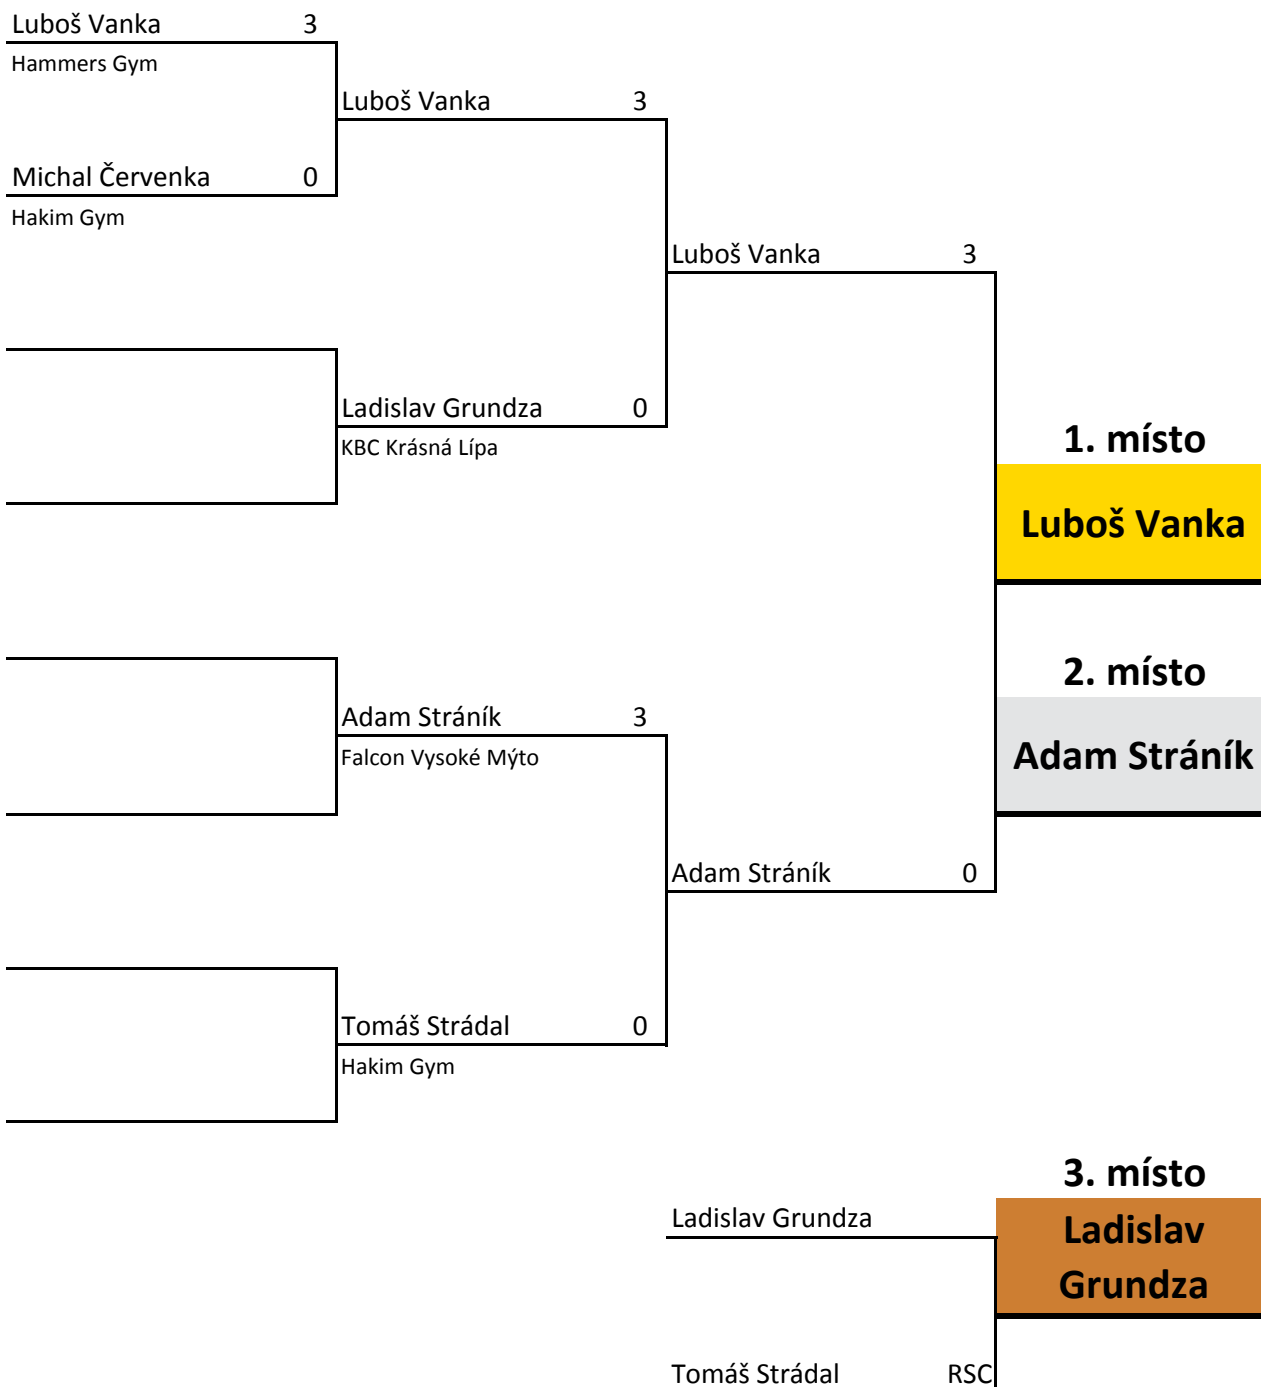 Luboš Vanka 3
Hammers Gym
Luboš Vanka 3
Michal Červenka 0
Hakim Gym
Luboš Vanka 3
Ladislav Grundza 0
KBC Krásná Lípa
1. místo
Luboš Vanka
2. místo
Adam Stráník 3
Falcon Vysoké Mýto
Adam Stráník
Adam Stráník 0
Tomáš Strádal 0
Hakim Gym
3. místo
Ladislav Grundza
Ladislav
Grundza
Tomáš Strádal RSC